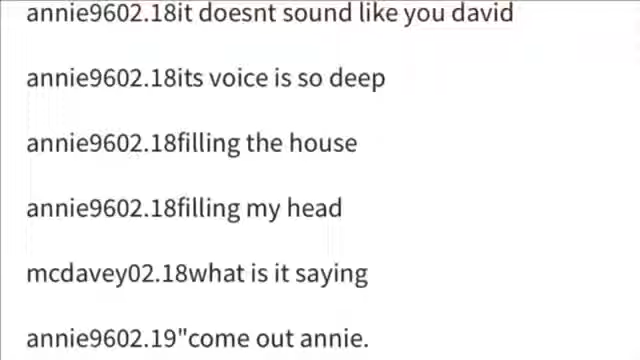 annie9602.18it doesnt sound like you david
annie9602.18its voice is so deep
annie9602.18filling the house
annie9602.18filling my head
mcdavey02.18what is it saying
annie9602.19"come out annie.